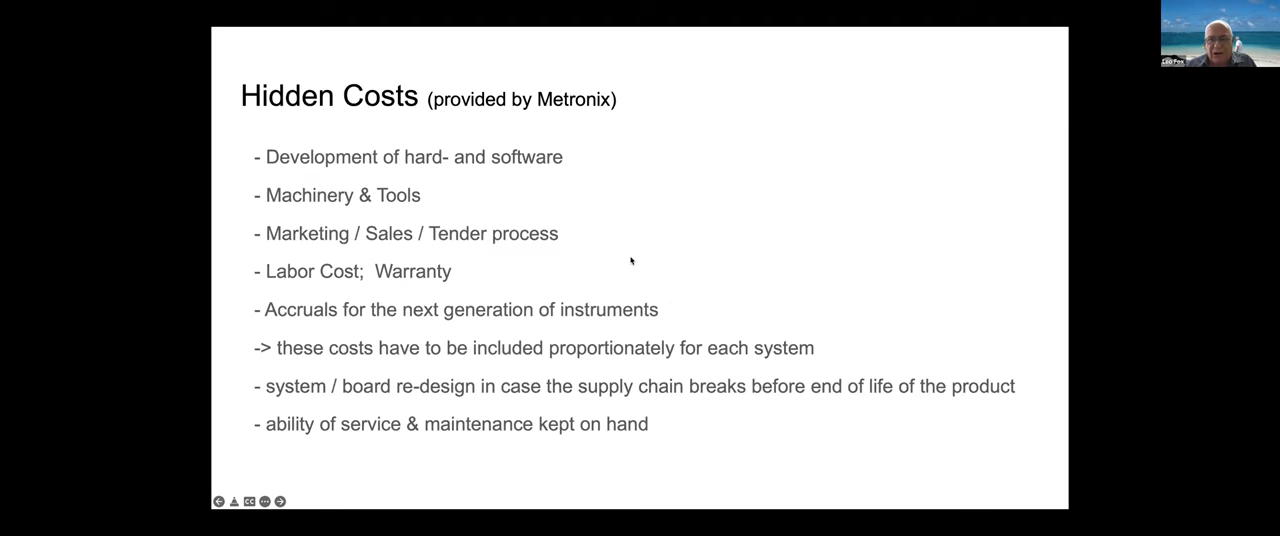 Hidden Costs (provided by Metronix)
- Development of hard- and software
- Machinery & Tools
- Marketing / Sales / Tender process
- Labor Cost;  Warranty
- Accruals for the next generation of instruments
-> these costs have to be included proportionately for each system
- system / board re-design in case the supply chain breaks before end of life of the product
- ability of service & maintenance kept on hand
CC
Leo Fox